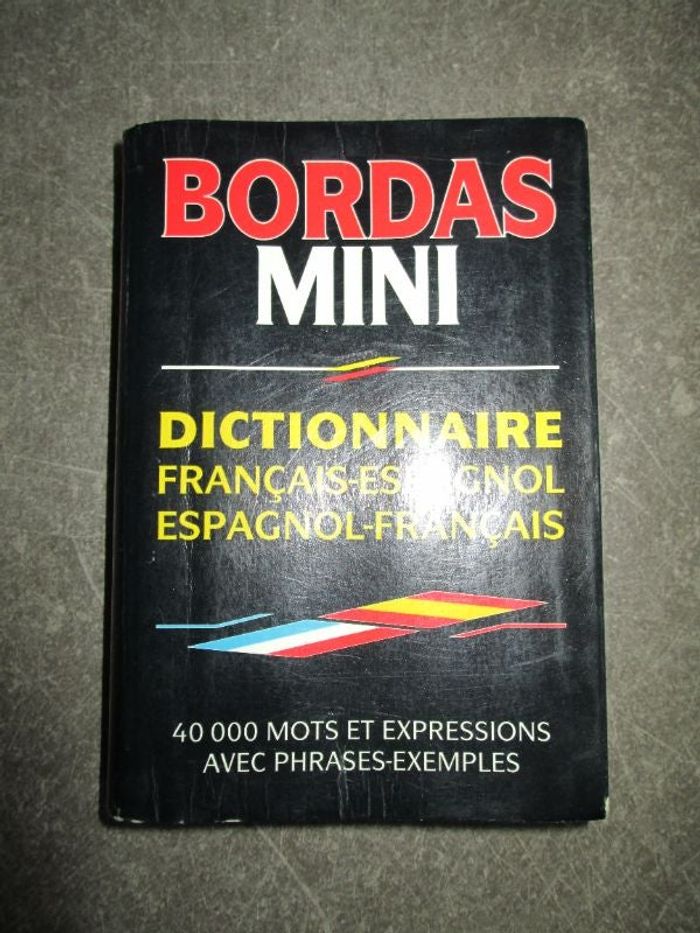 BORDAS
MINI
DICTIONNAIRE
FRANÇAIS-ESPAGNOL
ESPAGNOL-FRANÇAIS
40 000 MOTS ET EXPRESSIONS
AVEC PHRASES-EXEMPLES